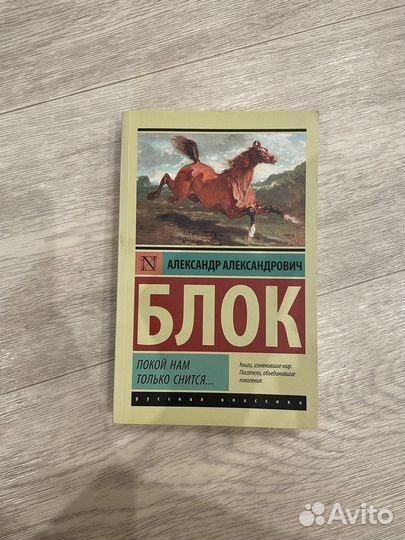 N
АЛЕКСАНДР АЛЕКСАНДРОВИЧ
БЛОК
ПОКОЙ НАМ
ТОЛЬКО СНИТСЯ...
Книги, изменившие мир.
Писатели, объединившие
поколения.
русская классика
Avito